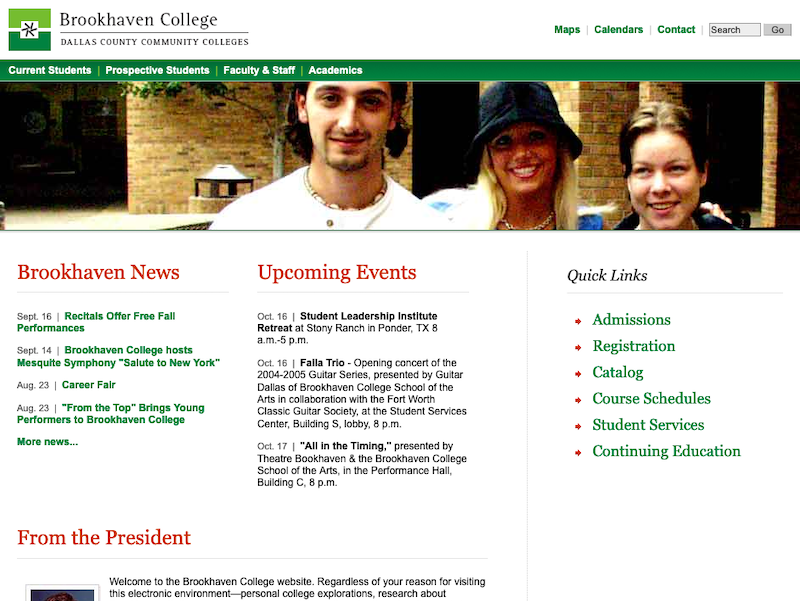 Brookhaven College
DALLAS COUNTY COMMUNITY COLLEGES
Maps | Calendars | Contact | Search Go
Current Students | Prospective Students | Faculty & Staff | Academics
Brookhaven News
Sept. 16 | Recitals Offer Free Fall
Performances
Sept. 14 | Brookhaven College hosts
Mesquite Symphony "Salute to New York"
Aug. 23 | Career Fair
Aug. 23 | "From the Top" Brings Young
Performers to Brookhaven College
More news...
Upcoming Events
Oct. 16 | Student Leadership Institute
Retreat at Stony Ranch in Ponder, TX 8
a.m.-5 p.m.
Oct. 16 | Falla Trio - Opening concert of the
2004-2005 Guitar Series, presented by Guitar
Dallas of Brookhaven College School of the
Arts in collaboration with the Fort Worth
Classic Guitar Society, at the Student Services
Center, Building S, lobby, 8 p.m.
Oct. 17 | "All in the Timing," presented by
Theatre Bookhaven & the Brookhaven College
School of the Arts, in the Performance Hall,
Building C, 8 p.m.
Quick Links
Admissions
Registration
Catalog
Course Schedules
Student Services
Continuing Education
From the President
Welcome to the Brookhaven College website. Regardless of your reason for visiting
this electronic environment—personal college explorations, research about